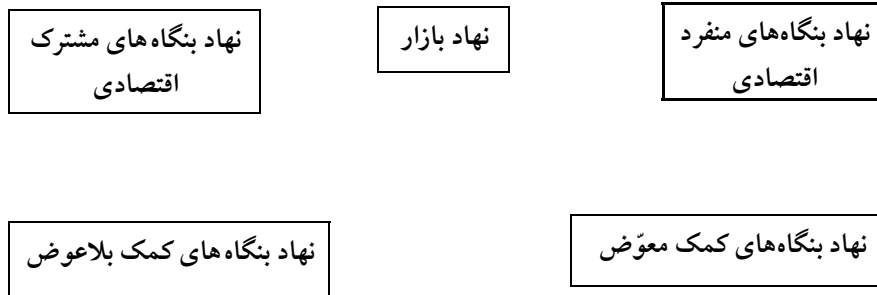 نهاد بنگاه‌های منفرد
اقتصادی
نهاد بازار
نهاد بنگاه‌های مشترک
اقتصادی
نهاد بنگاه‌های کمک معوّض
نهاد بنگاه‌های کمک بلاعوض